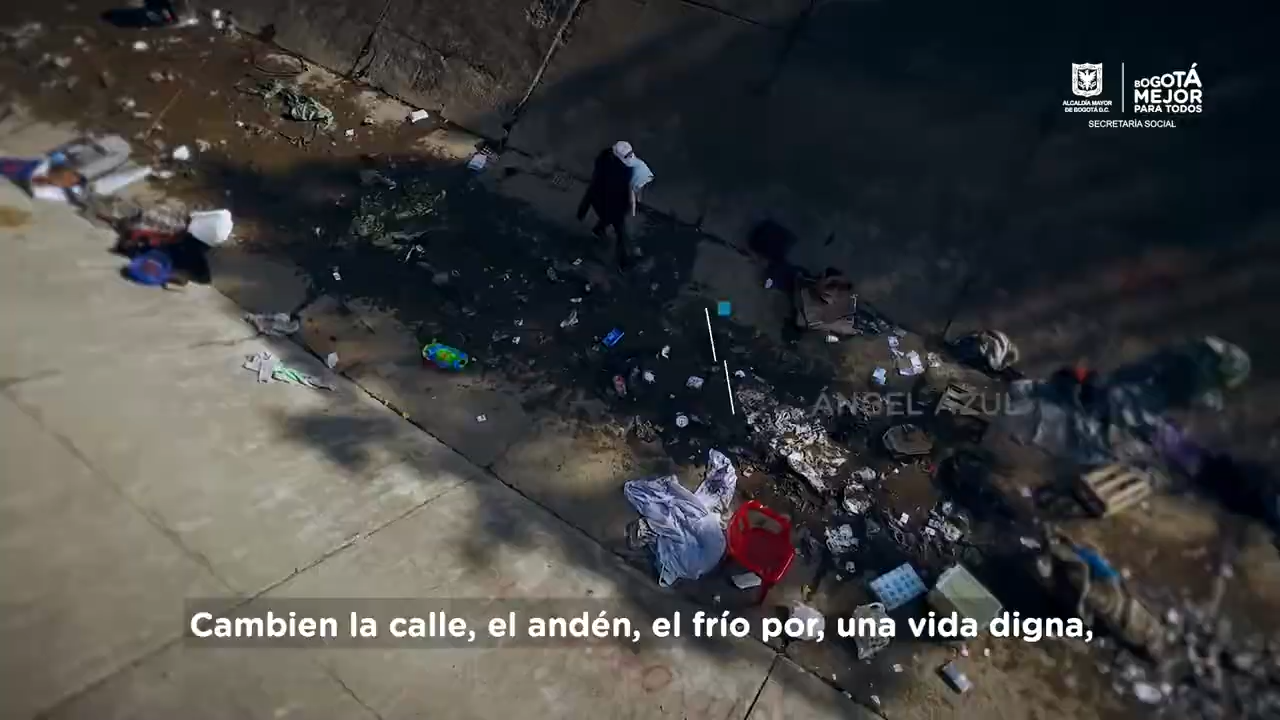 ALCALDÍA MAYOR
DE BOGOTÁ D.C.
BOGOTÁ
MEJOR
PARA TODOS
SECRETARÍA SOCIAL
ÁNGEL AZUL
Cambien la calle, el andén, el frío por, una vida digna,